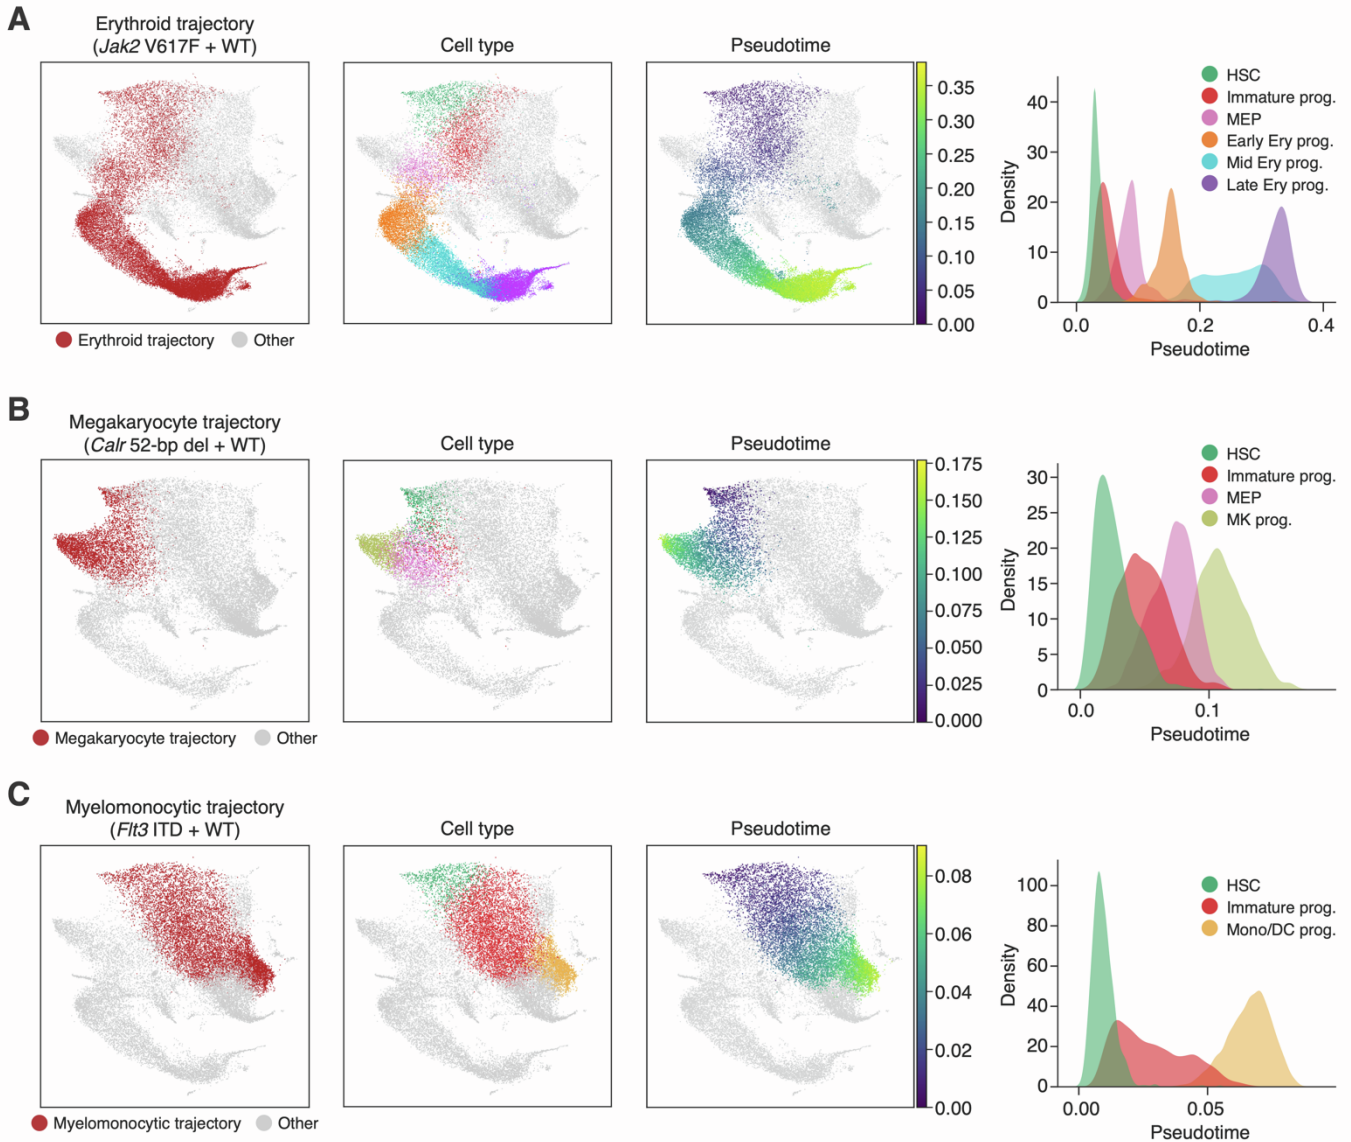 A
Erythroid trajectory
(Jak2 V617F + WT)
Cell type
Pseudotime
0.35
0.30
0.25
0.20
0.15
0.10
0.05
0.00
Erythroid trajectory
Other
HSC
Immature prog.
MEP
Early Ery prog.
Mid Ery prog.
Late Ery prog.
Density
40
30
20
10
0
0.0
0.2
0.4
Pseudotime
B
Megakaryocyte trajectory
(Calr 52-bp del + WT)
Cell type
Pseudotime
0.175
0.150
0.125
0.100
0.075
0.050
0.025
0.000
Megakaryocyte trajectory
Other
HSC
Immature prog.
MEP
MK prog.
Density
30
25
20
15
10
5
0
0.0
0.1
Pseudotime
C
Myelomonocytic trajectory
(Flt3 ITD + WT)
Cell type
Pseudotime
0.08
0.06
0.04
0.02
0.00
Myelomonocytic trajectory
Other
HSC
Immature prog.
Mono/DC prog.
Density
100
80
60
40
20
0
0.00
0.05
Pseudotime